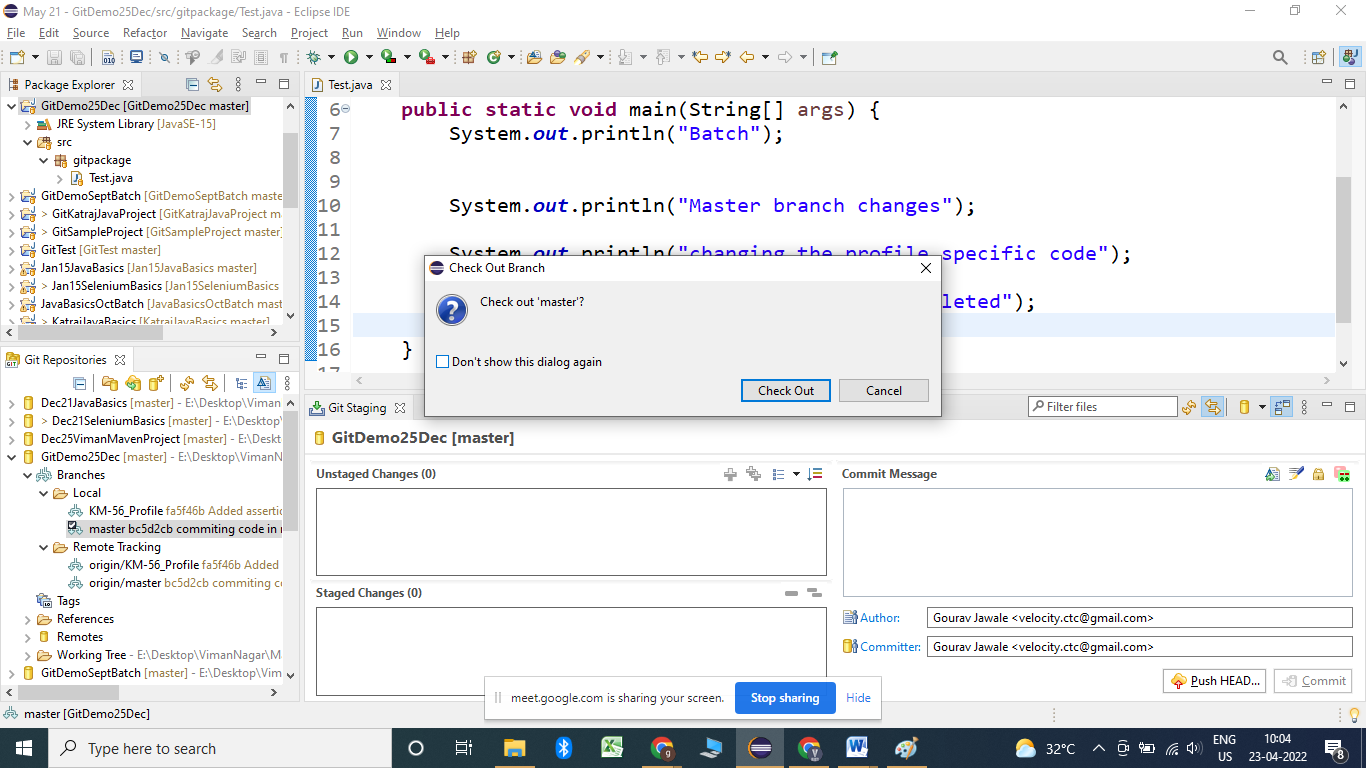 May 21 - GitDemo25Dec/src/gitpackage/Test.java - Eclipse IDE
File Edit Source Refactor Navigate Search Project Run Window Help
Package Explorer
GitDemo25Dec [GitDemo25Dec master]
JRE System Library [JavaSE-15]
src
gitpackage
Test.java
GitDemoSeptBatch [GitDemoSeptBatch maste
> GitKatrajJavaProject [GitKatrajJavaProject m
> GitSampleProject [GitSampleProject master]
GitTest [GitTest master]
Jan15JavaBasics [Jan15JavaBasics master]
> Jan15SeleniumBasics [Jan15SeleniumBasics
JavaBasicsOctBatch [JavaBasicsOctBatch maste
> KatrajJavaBasics [KatrajJavaBasics master]
Test.java
6 public static void main(String[] args) {
7 System.out.println("Batch");
8
9
10 System.out.println("Master branch changes");
11
12 System.out.println("changing the profile specific code");
13
14 leted");
15
16 }
17
Check Out Branch
Check out 'master'?
Don't show this dialog again
Check Out Cancel
Git Repositories
Dec21JavaBasics [master] - E:\Desktop\Viman
> Dec21SeleniumBasics [master] - E:\Desktop
Dec25VimanMavenProject [master] - E:\Deskt
GitDemo25Dec [master] - E:\Desktop\VimanN
Branches
Local
KM-56_Profile fa5f46b Added assertic
master bc5d2cb commiting code in
Remote Tracking
origin/KM-56_Profile fa5f46b Added
origin/master bc5d2cb commiting c
Tags
References
Remotes
Working Tree - E:\Desktop\VimanNagar\M
GitDemoSeptBatch [master] - E:\Desktop\Vim
Git Staging
Filter files
GitDemo25Dec [master]
Unstaged Changes (0)
Staged Changes (0)
Commit Message
Author: Gourav Jawale <velocity.ctc@gmail.com>
Committer: Gourav Jawale <velocity.ctc@gmail.com>
Push HEAD... Commit
meet.google.com is sharing your screen. Stop sharing Hide
master [GitDemo25Dec]
Type here to search
32°C
ENG
US
10:04
23-04-2022
8